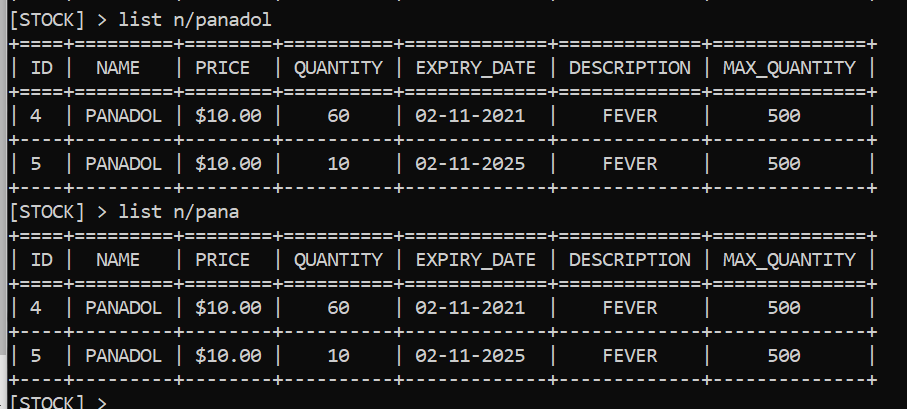 [STOCK] > list n/panadol
+====+=========+========+==========+=============+=============+==============+
| ID |  NAME   | PRICE  | QUANTITY | EXPIRY_DATE | DESCRIPTION | MAX_QUANTITY |
+====+=========+========+==========+=============+=============+==============+
| 4  | PANADOL | $10.00 |    60    | 02-11-2021  |    FEVER    |     500      |
+----+---------+--------+----------+-------------+-------------+--------------+
| 5  | PANADOL | $10.00 |    10    | 02-11-2025  |    FEVER    |     500      |
+----+---------+--------+----------+-------------+-------------+--------------+
[STOCK] > list n/pana
+====+=========+========+==========+=============+=============+==============+
| ID |  NAME   | PRICE  | QUANTITY | EXPIRY_DATE | DESCRIPTION | MAX_QUANTITY |
+====+=========+========+==========+=============+=============+==============+
| 4  | PANADOL | $10.00 |    60    | 02-11-2021  |    FEVER    |     500      |
+----+---------+--------+----------+-------------+-------------+--------------+
| 5  | PANADOL | $10.00 |    10    | 02-11-2025  |    FEVER    |     500      |
+----+---------+--------+----------+-------------+-------------+--------------+
[STOCK] >